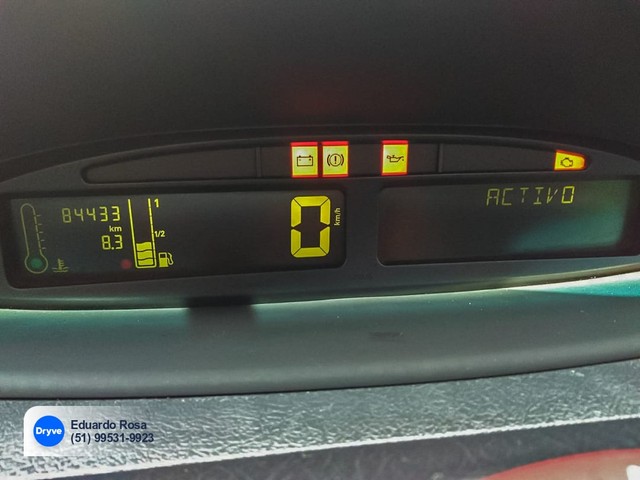 84433
km
8.3
1
1/2
0
km/h
ACTIVO
Dryve
Eduardo Rosa
(51) 99531-9923